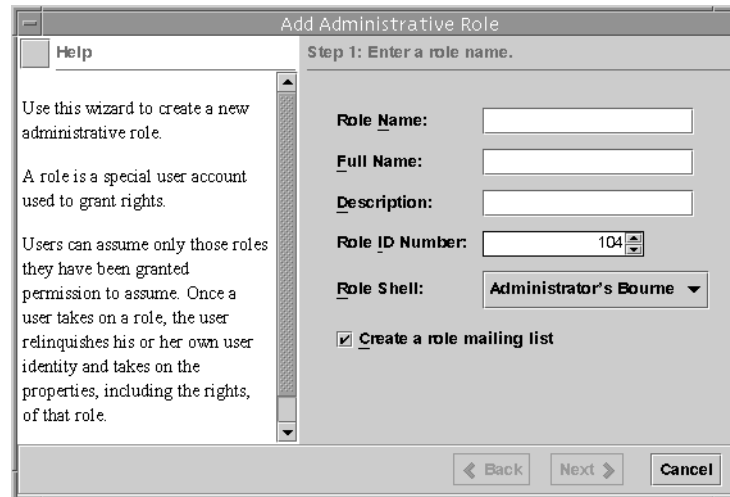 Add Administrative Role
Help
Use this wizard to create a new
administrative role.
A role is a special user account
used to grant rights.
Users can assume only those roles
they have been granted
permission to assume. Once a
user takes on a role, the user
relinquishes his or her own user
identity and takes on the
properties, including the rights,
of that role.
Step 1: Enter a role name.
Role Name:
Full Name:
Description:
Role ID Number: 104
Role Shell: Administrator's Bourne
Create a role mailing list
Back Next Cancel